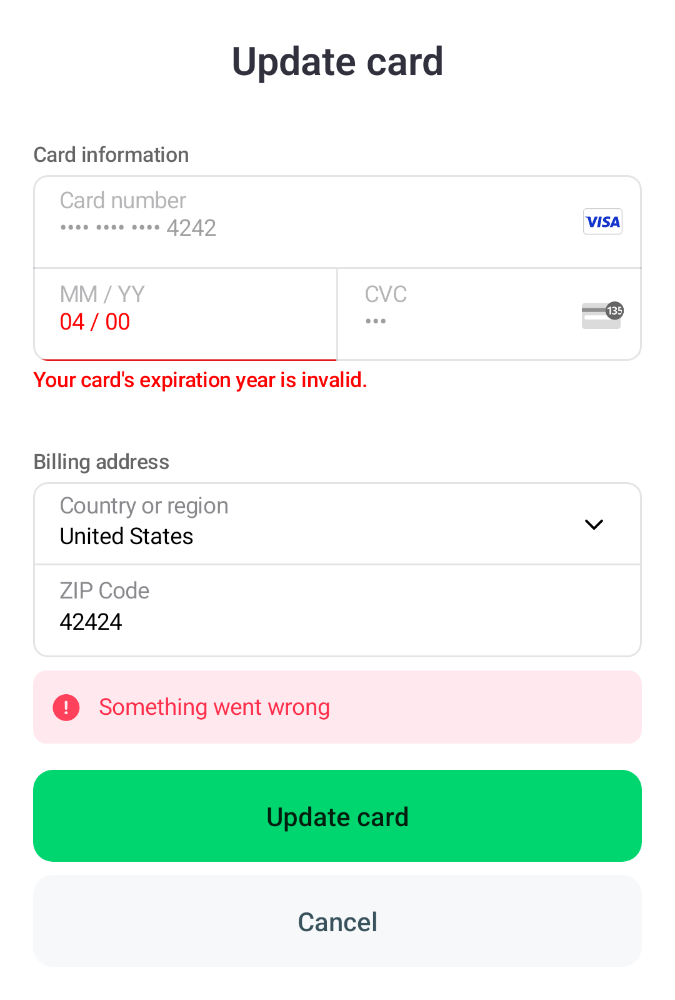 Update card
Card information
Card number
•••• •••• •••• 4242
VISA
MM / YY
04 / 00
CVC
•••
135
Your card's expiration year is invalid.
Billing address
Country or region
United States
ZIP Code
42424
! Something went wrong
Update card
Cancel